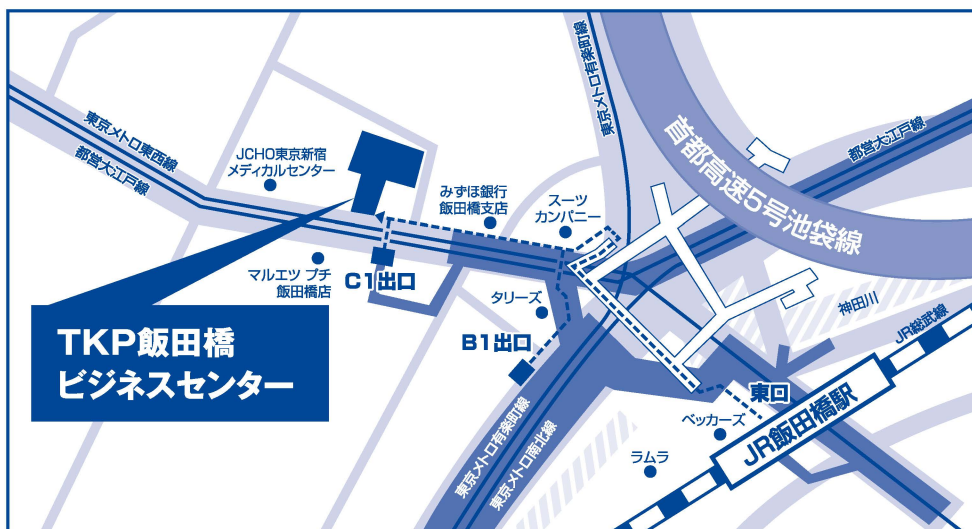 東京メトロ東西線
都営大江戸線
JCHO東京新宿
メディカルセンター
みずほ銀行
飯田橋支店
スーツ
カンパニー
東京メトロ有楽町線
首都高速5号池袋線
都営大江戸線
マルエツ プチ
飯田橋店
C1出口
タリーズ
B1出口
神田川
JR総武線
TKP飯田橋
ビジネスセンター
東口
ベッカーズ
JR飯田橋駅
ラムラ
東京メトロ有楽町線
東京メトロ南北線